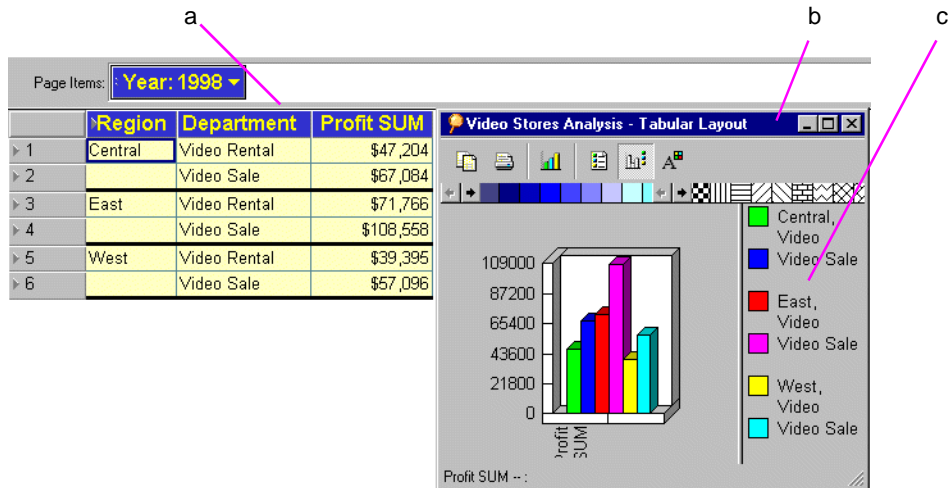 a
b
c
Page Items: Year: 1998
Region Department Profit SUM
1 Central Video Rental $47,204
2 Video Sale $67,084
3 East Video Rental $71,766
4 Video Sale $108,558
5 West Video Rental $39,395
6 Video Sale $57,096
Video Stores Analysis - Tabular Layout
A
109000
87200
65400
43600
21800
0
Profit
SUM
Central,
Video
Video Sale
East,
Video
Video Sale
West,
Video
Video Sale
Profit SUM -- :